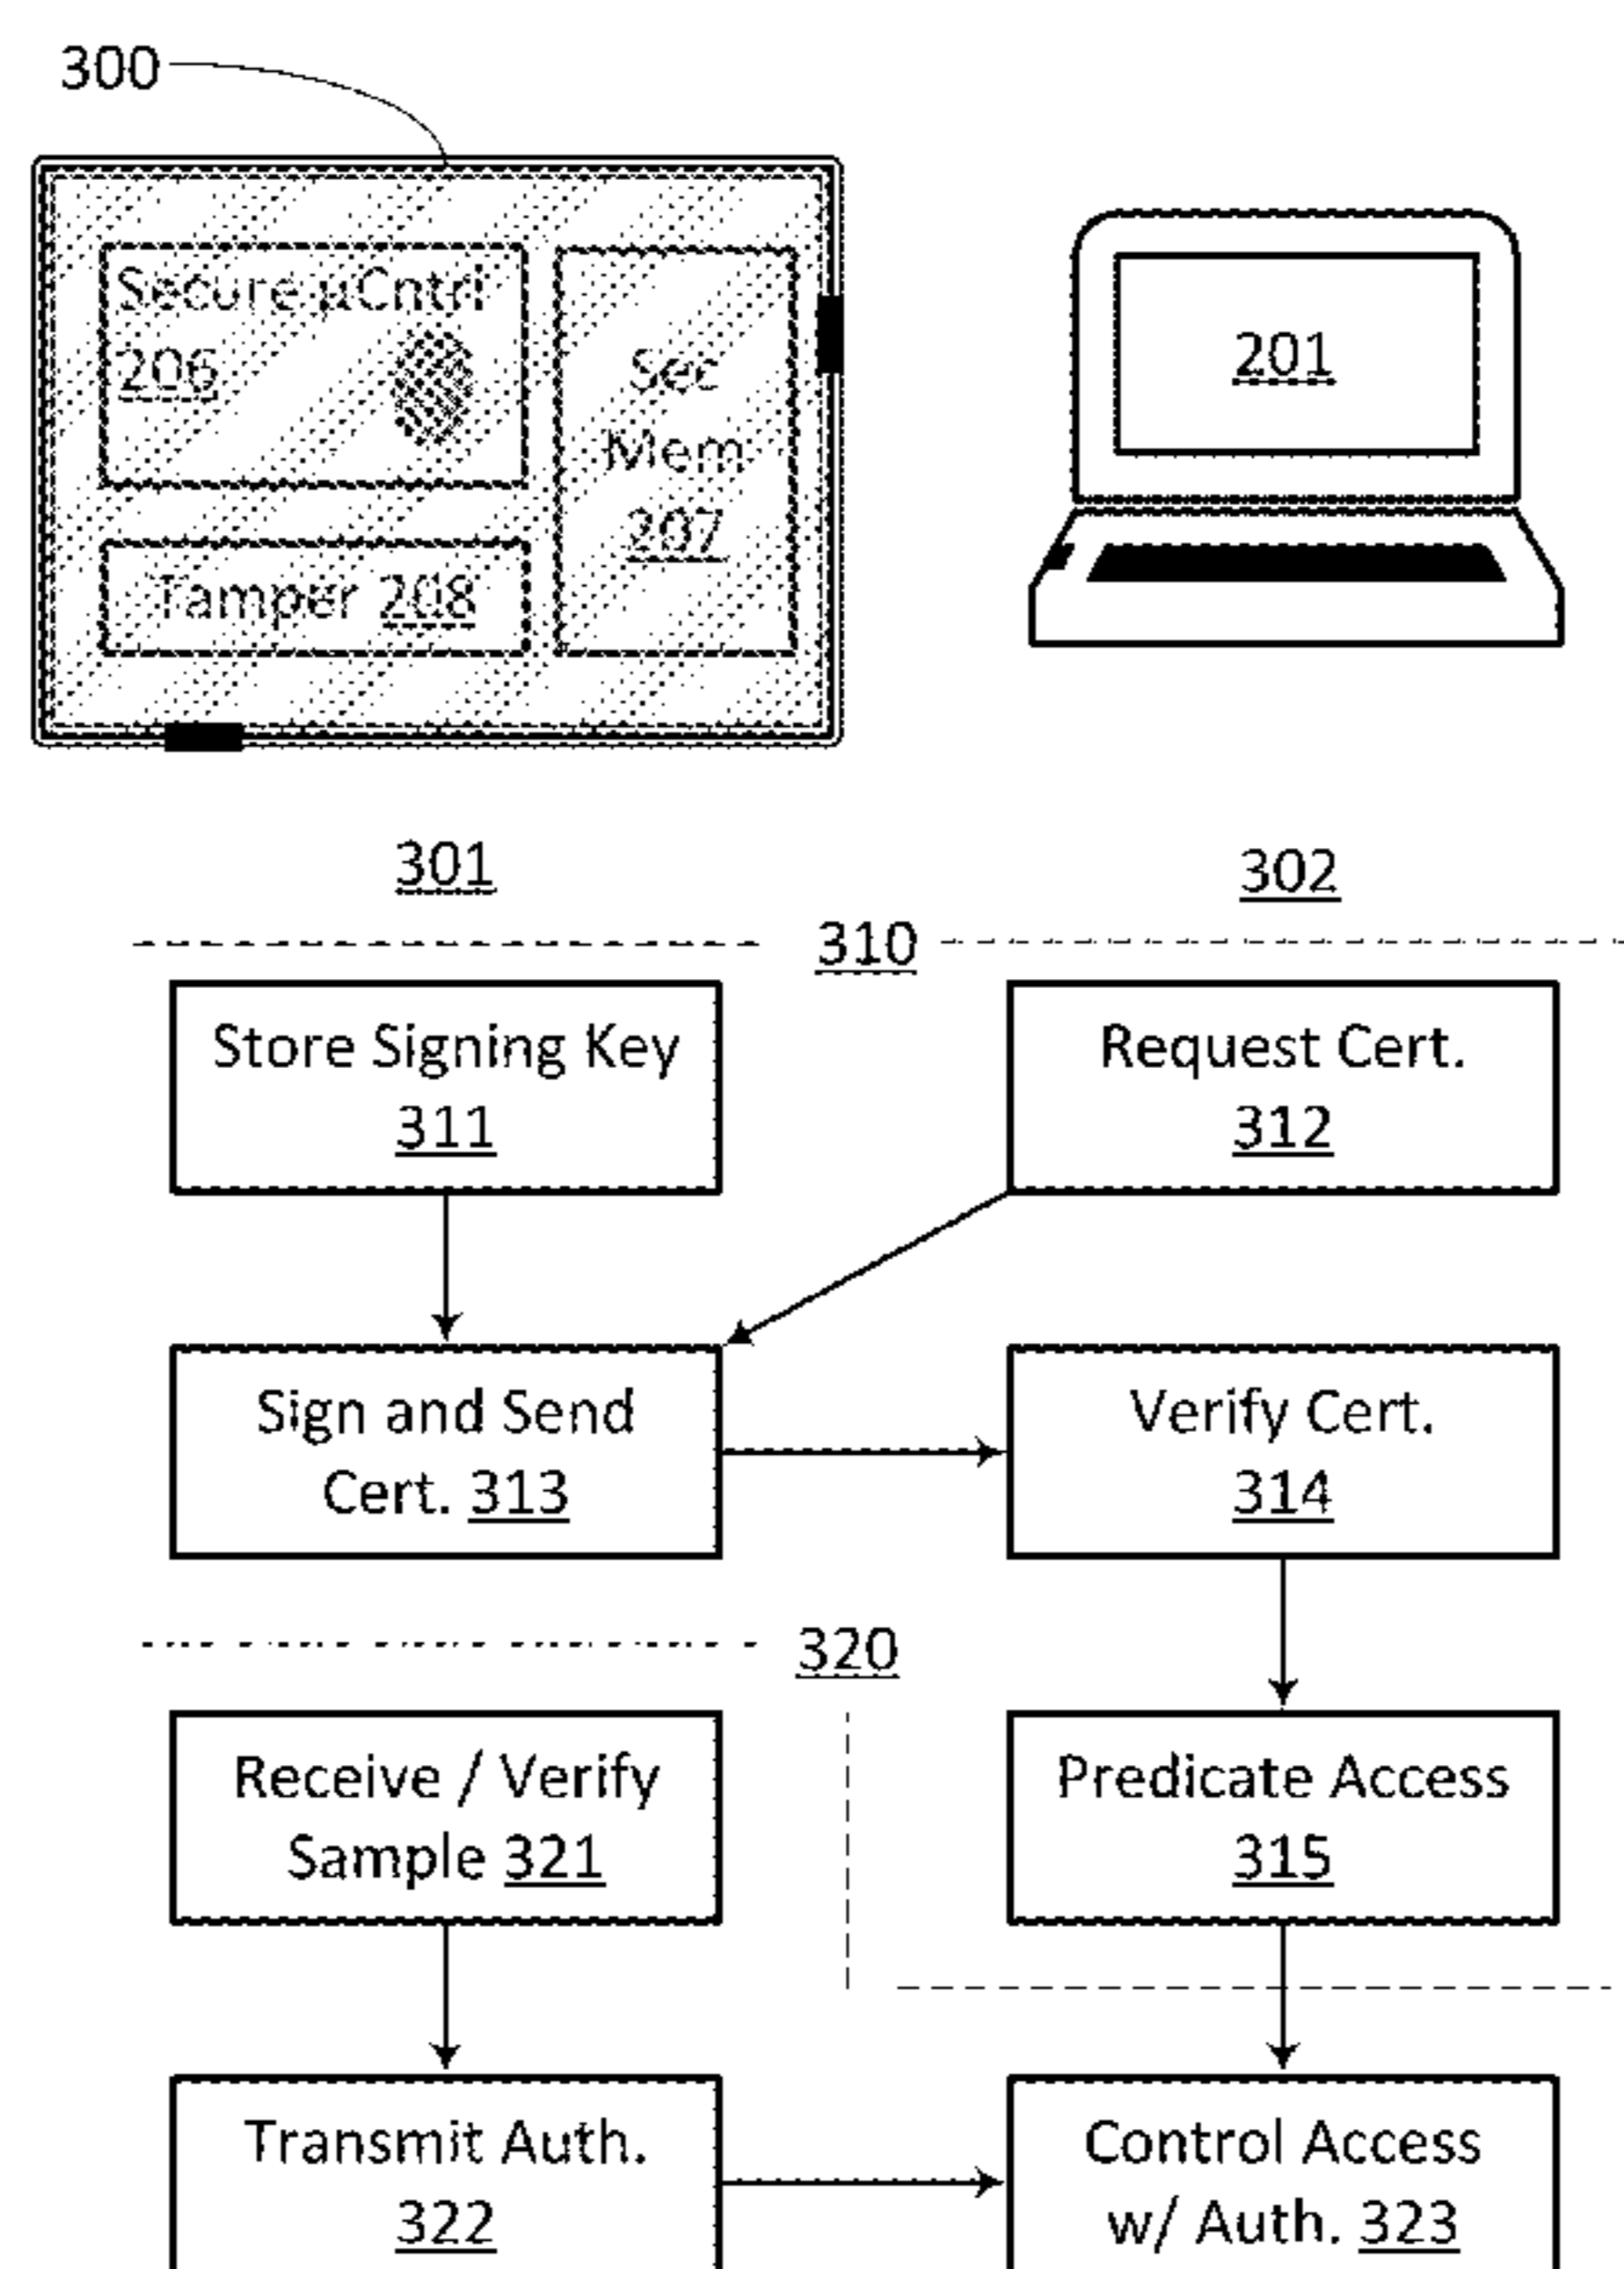 300
Secure µCntrl
206
Sec
Mem
207
Tamper 208
201
301
302
310
Store Signing Key
311
Request Cert.
312
Sign and Send
Cert. 313
Verify Cert.
314
320
Receive / Verify
Sample 321
Predicate Access
315
Transmit Auth.
322
Control Access
w/ Auth. 323